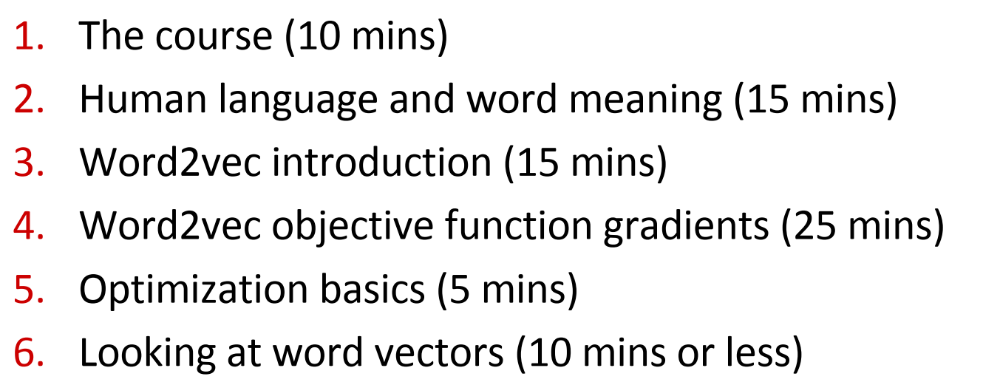 1. The course (10 mins)
2. Human language and word meaning (15 mins)
3. Word2vec introduction (15 mins)
4. Word2vec objective function gradients (25 mins)
5. Optimization basics (5 mins)
6. Looking at word vectors (10 mins or less)